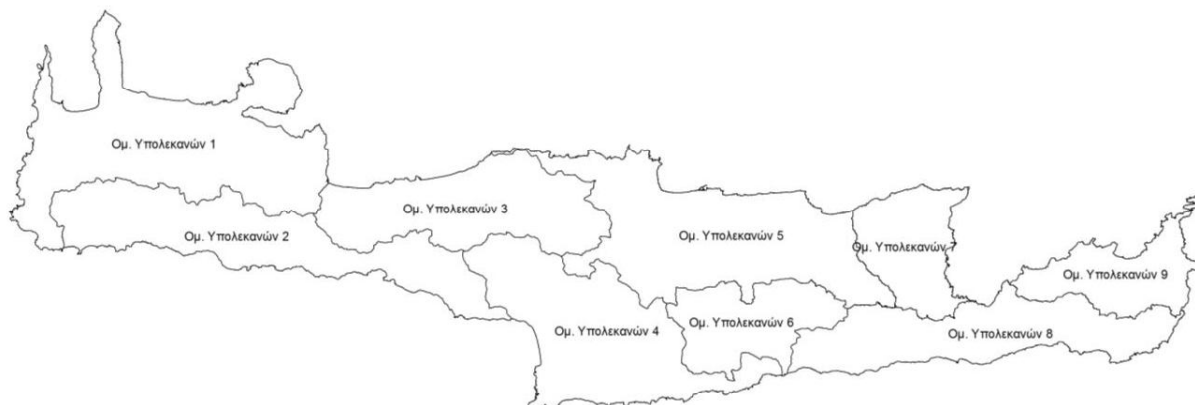 Ομ. Υπολεκανών 1
Ομ. Υπολεκανών 2
Ομ. Υπολεκανών 3
Ομ. Υπολεκανών 4
Ομ. Υπολεκανών 5
Ομ. Υπολεκανών 6
Ομ. Υπολεκανών 7
Ομ. Υπολεκανών 8
Ομ. Υπολεκανών 9